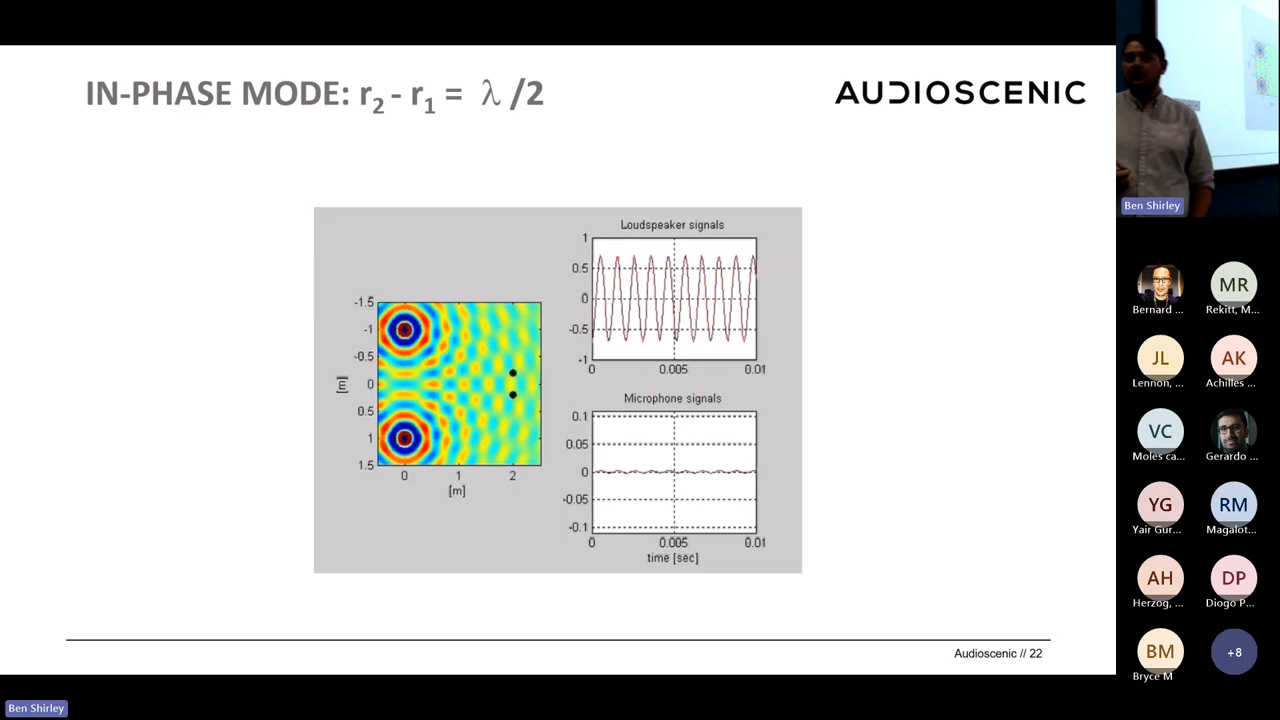 IN-PHASE MODE: r2 - r1 = λ /2
AUDIOSCENIC
Loudspeaker signals
1
0.5
0
-0.5
-1
0
0.005
0.01
-1.5
-1
-0.5
0
0.5
1
1.5
[m]
0
1
2
[m]
Microphone signals
0.1
0.05
0
-0.05
-0.1
0
0.005
0.01
time [sec]
Audioscenic // 22
Ben Shirley
Bernard ...
MR
Rekitt, M...
JL
Lennon, ...
AK
Achilles ...
VC
Moles ca...
Gerardo ...
YG
Yair Gur...
RM
Magalot...
AH
Herzog, ...
DP
Diogo P...
BM
Bryce M
+8
Ben Shirley